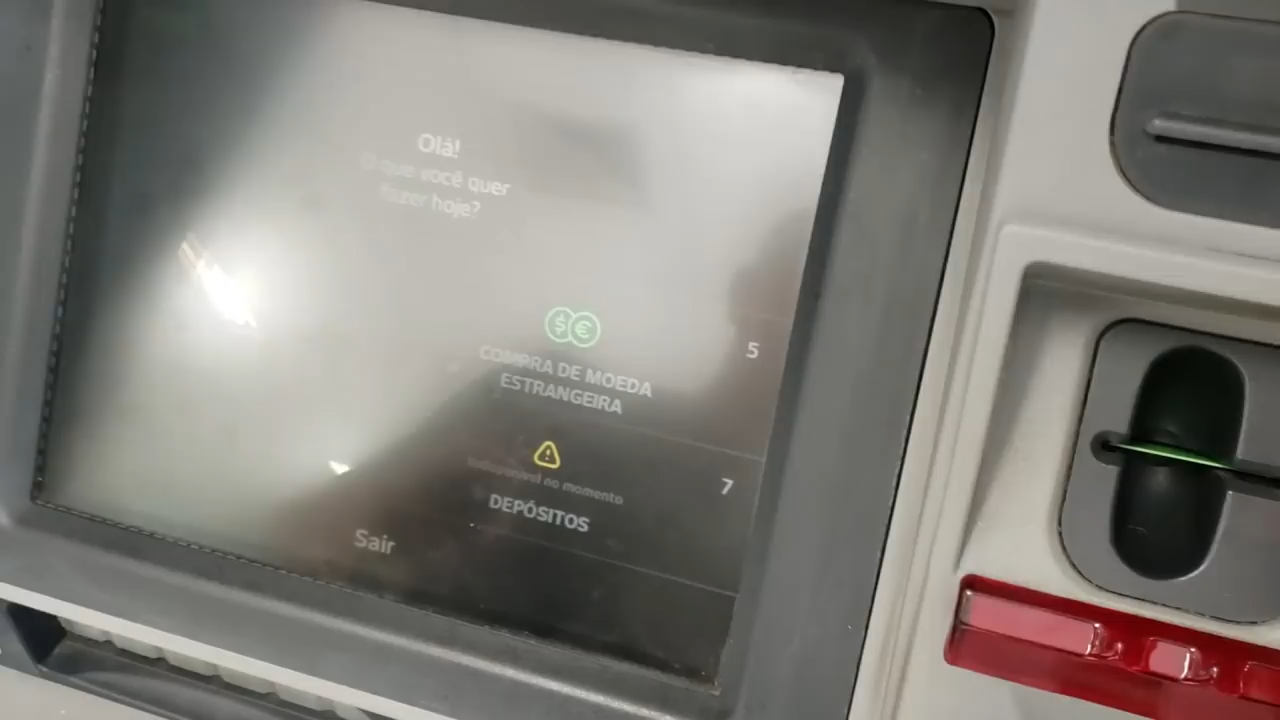 Olá!
O que você quer
fazer hoje?
$ €
COMPRA DE MOEDA
ESTRANGEIRA
5
Indisponível no momento
DEPÓSITOS
7
Sair